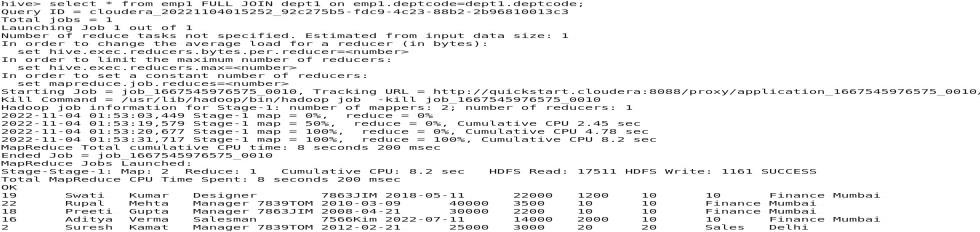 hive> select * from emp1 FULL JOIN dept1 on emp1.deptcode=dept1.deptcode;
Query ID = cloudera_20221104015252_92c275b5-fdc9-4c23-88b2-2b96810013c3
Total jobs = 1
Launching Job 1 out of 1
Number of reduce tasks not specified. Estimated from input data size: 1
In order to change the average load for a reducer (in bytes):
set hive.exec.reducers.bytes.per.reducer=<number>
In order to limit the maximum number of reducers:
set hive.exec.reducers.max=<number>
In order to set a constant number of reducers:
set mapreduce.job.reduces=<number>
Starting Job = job_1667545976575_0010, Tracking URL = http://quickstart.cloudera:8088/proxy/application_1667545976575_0010/
Kill Command = /usr/lib/hadoop/bin/hadoop job  -kill job_1667545976575_0010
Hadoop job information for Stage-1: number of mappers: 2; number of reducers: 1
2022-11-04 01:53:03,449 Stage-1 map = 0%,  reduce = 0%
2022-11-04 01:53:19,579 Stage-1 map = 50%,  reduce = 0%, Cumulative CPU 2.45 sec
2022-11-04 01:53:20,677 Stage-1 map = 100%,  reduce = 0%, Cumulative CPU 4.78 sec
2022-11-04 01:53:31,717 Stage-1 map = 100%,  reduce = 100%, Cumulative CPU 8.2 sec
MapReduce Total cumulative CPU time: 8 seconds 200 msec
Ended Job = job_1667545976575_0010
MapReduce Jobs Launched:
Stage-Stage-1: Map: 2  Reduce: 1   Cumulative CPU: 8.2 sec   HDFS Read: 17511 HDFS Write: 1161 SUCCESS
Total MapReduce CPU Time Spent: 8 seconds 200 msec
OK
19 Swati Kumar Designer 7863JIM 2018-05-11 22000 1200 10 10 Finance Mumbai
22 Rupal Mehta Manager 7839TOM 2010-03-09 40000 3500 10 10 Finance Mumbai
18 Preeti Gupta Manager 7863JIM 2008-04-21 30000 2200 10 10 Finance Mumbai
16 Aditya Verma Salesman 7566Kim 2022-07-11 14000 2000 10 10 Finance Mumbai
2 Suresh Kamat Manager 7839TOM 2012-02-21 25000 3000 20 20 Sales Delhi